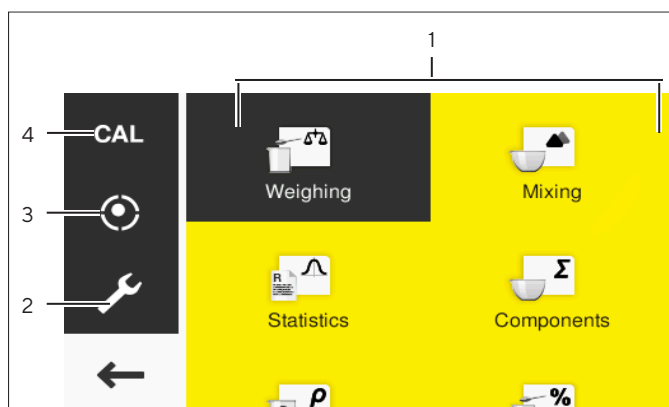 1
4
CAL
Weighing
Mixing
3
2
R
Σ
Statistics
Components
ρ
%